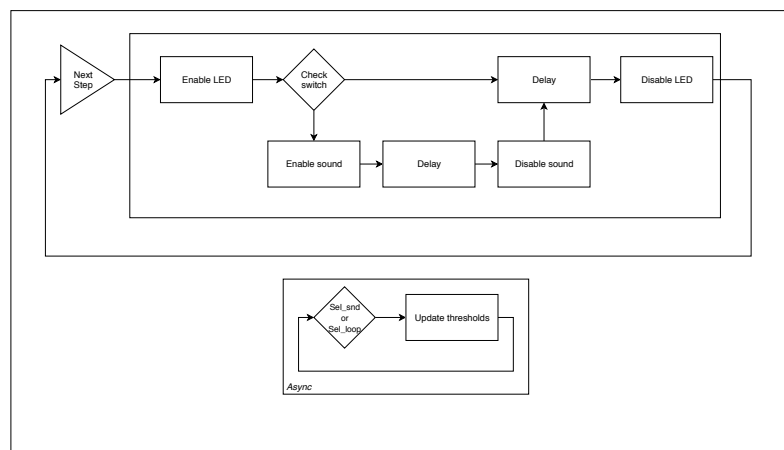 Next
Step
Enable LED
Check
switch
Delay
Disable LED
Enable sound
Delay
Disable sound
Sel_snd
or
Sel_loop
Update thresholds
Async